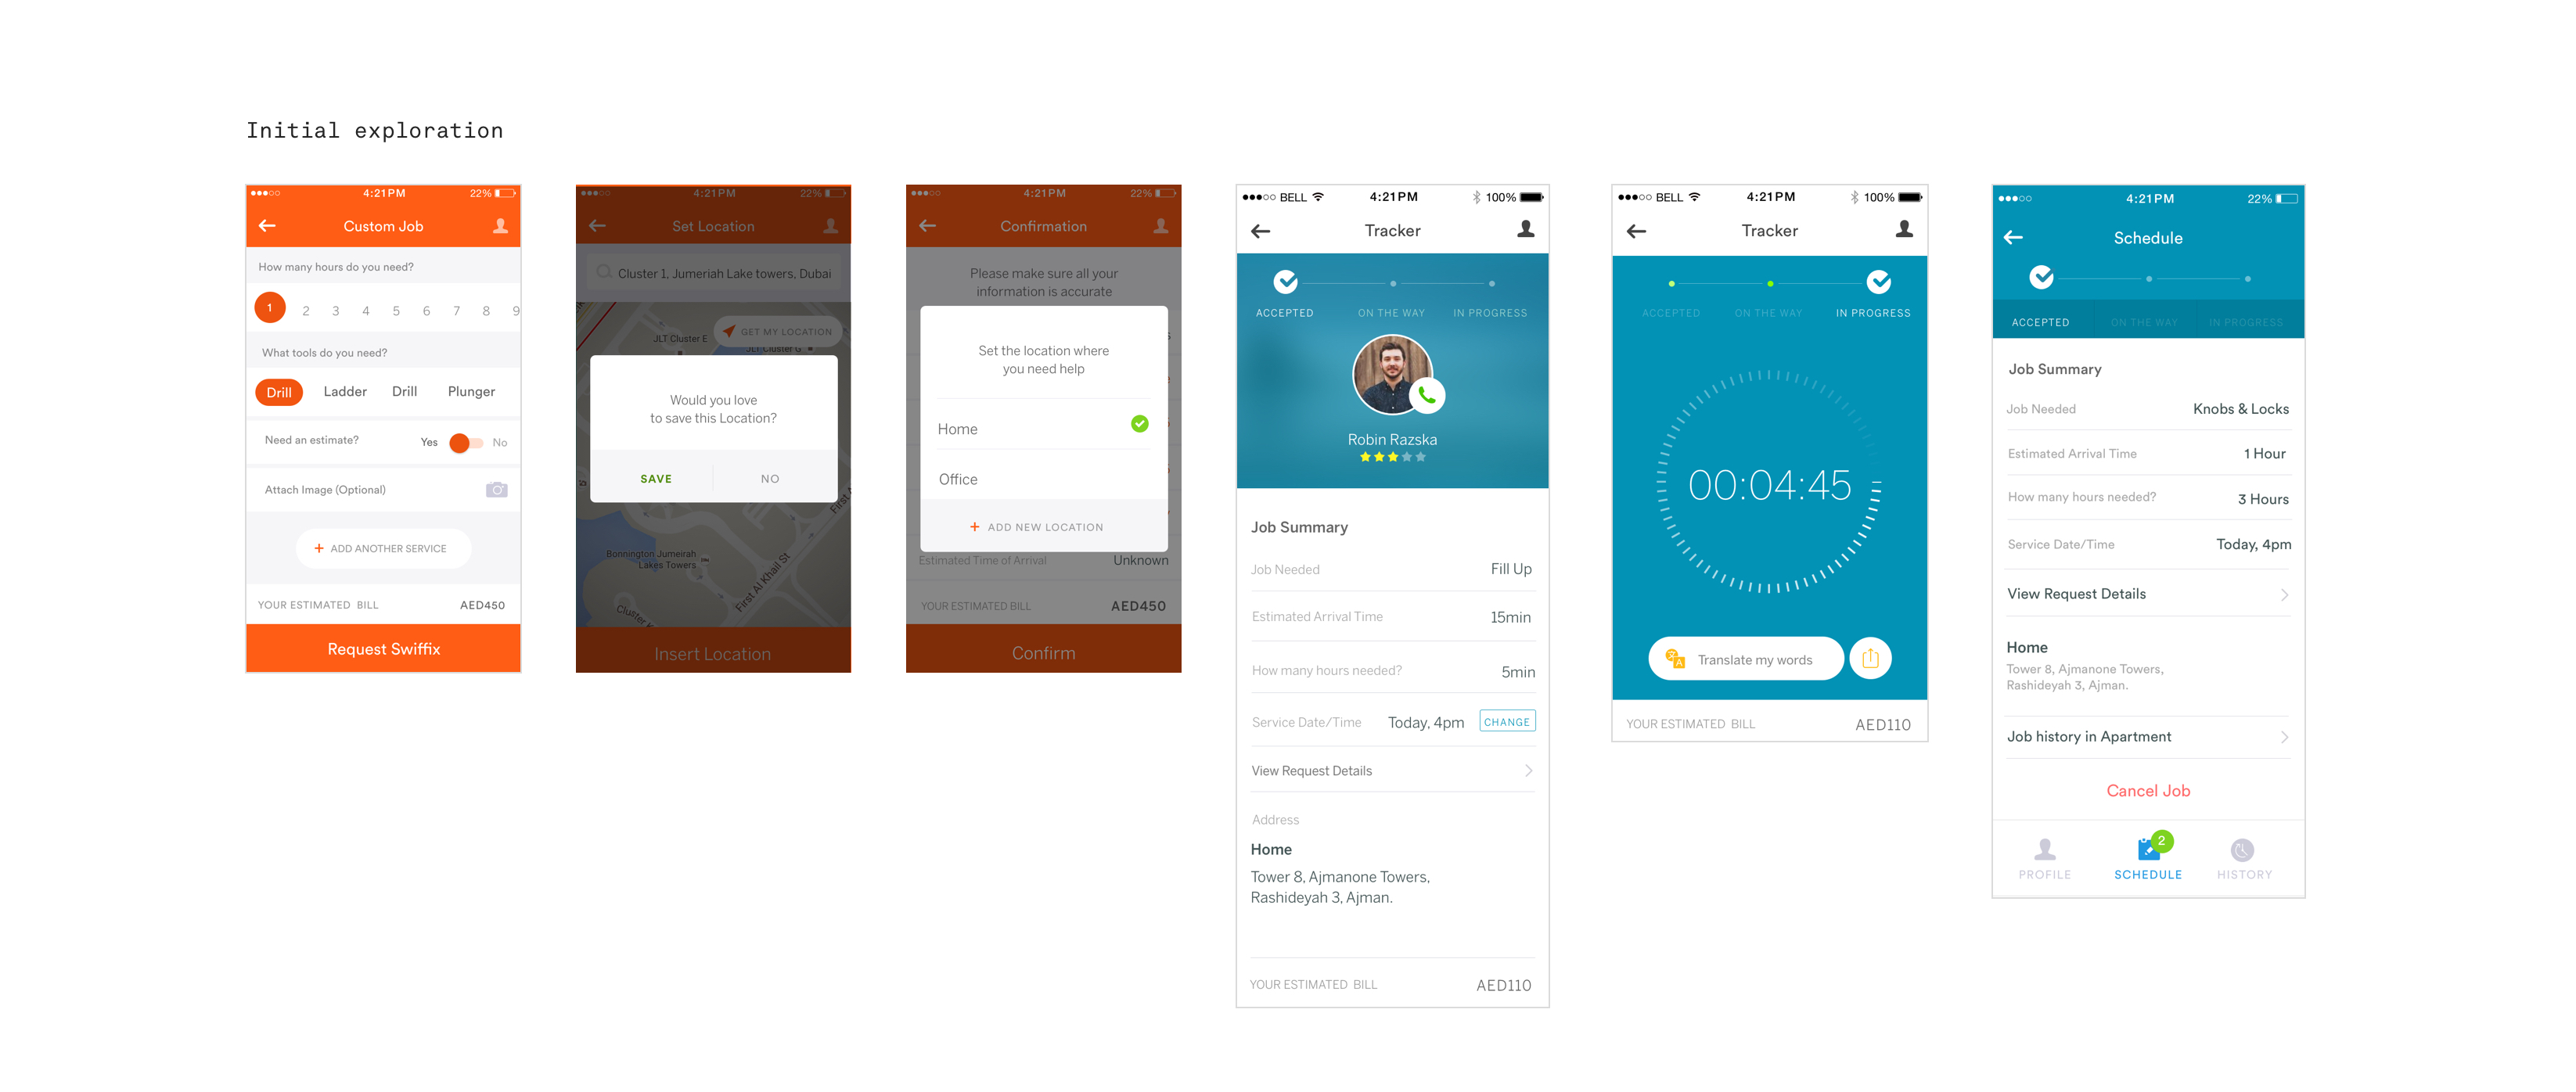 Initial exploration
4:21PM 22%
Custom Job
How many hours do you need?
1 2 3 4 5 6 7 8 9
What tools do you need?
Drill Ladder Drill Plunger
Need an estimate? Yes No
Attach Image (Optional)
+ ADD ANOTHER SERVICE
YOUR ESTIMATED BILL AED450
Request Swiffix
4:21PM 22%
Set Location
Cluster 1, Jumeriah Lake towers, Dubai
GET MY LOCATION
JLT Cluster E
JLT Cluster G
Would you love
to save this Location?
SAVE NO
First A
Bonnington Jumeirah
Lakes Towers
First Al Khail St
Cluster
Insert Location
4:21PM 22%
Confirmation
Please make sure all your
information is accurate
Set the location where
you need help
Home
Office
+ ADD NEW LOCATION
Estimated Time of Arrival Unknown
YOUR ESTIMATED BILL AED450
Confirm
BELL 4:21PM 100%
Tracker
ACCEPTED ON THE WAY IN PROGRESS
Robin Razska
Job Summary
Job Needed Fill Up
Estimated Arrival Time 15min
How many hours needed? 5min
Service Date/Time Today, 4pm CHANGE
View Request Details
Address
Home
Tower 8, Ajmanone Towers,
Rashideyah 3, Ajman.
YOUR ESTIMATED BILL AED110
BELL 4:21PM 100%
Tracker
ACCEPTED ON THE WAY IN PROGRESS
00:04:45
Translate my words
YOUR ESTIMATED BILL AED110
4:21PM 22%
Schedule
ACCEPTED ON THE WAY IN PROGRESS
Job Summary
Job Needed Knobs & Locks
Estimated Arrival Time 1 Hour
How many hours needed? 3 Hours
Service Date/Time Today, 4pm
View Request Details
Home
Tower 8, Ajmanone Towers,
Rashideyah 3, Ajman.
Job history in Apartment
Cancel Job
2
PROFILE SCHEDULE HISTORY